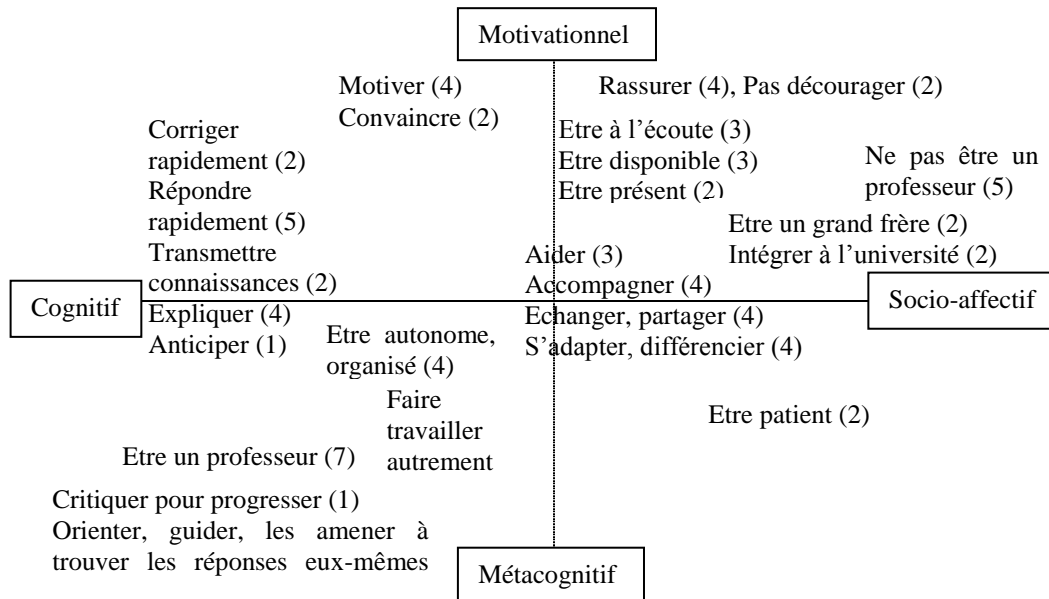 Motivationnel
Motiver (4)
Convaincre (2)
Rassurer (4), Pas décourager (2)
Corriger
rapidement (2)
Répondre
rapidement (5)
Transmettre
connaissances (2)
Expliquer (4)
Anticiper (1)
Etre à l’écoute (3)
Etre disponible (3)
Etre présent (2)
Ne pas être un
professeur (5)
Etre un grand frère (2)
Intégrer à l’université (2)
Aider (3)
Accompagner (4)
Echanger, partager (4)
S’adapter, différencier (4)
Cognitif
Socio-affectif
Etre autonome,
organisé (4)
Faire
travailler
autrement
Etre patient (2)
Etre un professeur (7)
Critiquer pour progresser (1)
Orienter, guider, les amener à
trouver les réponses eux-mêmes
Métacognitif